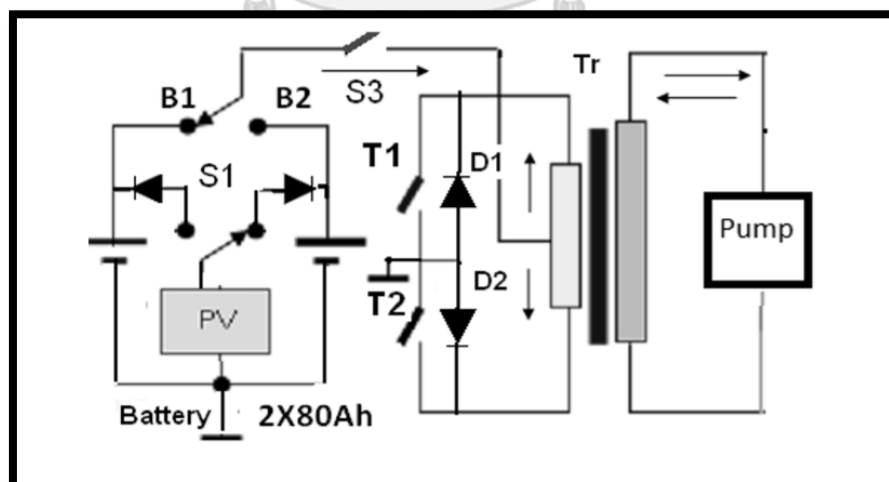 Tr
S3
B1 B2
T1 D1
S1
Pump
T2 D2
PV
Battery 2X80Ah